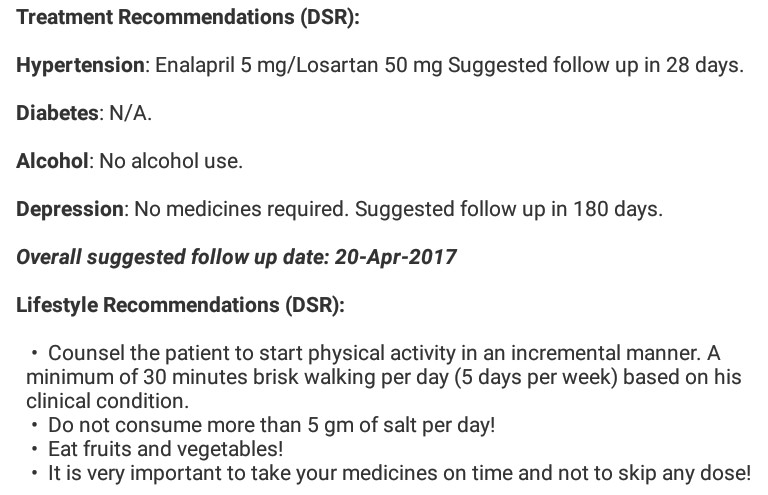 Treatment Recommendations (DSR):
Hypertension: Enalapril 5 mg/Losartan 50 mg Suggested follow up in 28 days.
Diabetes: N/A.
Alcohol: No alcohol use.
Depression: No medicines required. Suggested follow up in 180 days.
Overall suggested follow up date: 20-Apr-2017
Lifestyle Recommendations (DSR):
• Counsel the patient to start physical activity in an incremental manner. A
minimum of 30 minutes brisk walking per day (5 days per week) based on his
clinical condition.
• Do not consume more than 5 gm of salt per day!
• Eat fruits and vegetables!
• It is very important to take your medicines on time and not to skip any dose!